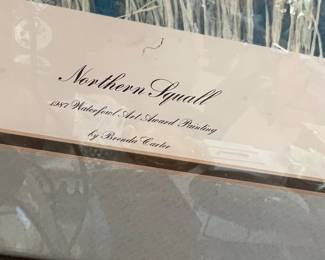 Northern Squall
1987 Waterfowl Art Award Painting
by Brenda Carter